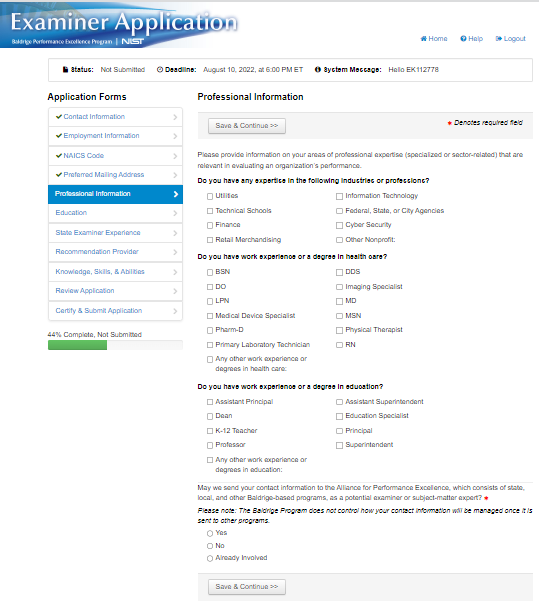 Examiner Application
Baldrige Performance Excellence Program | NIST
Home Help Logout
Status: Not Submitted Deadline: August 10, 2022, at 6:00 PM ET System Message: Hello EK112778
Application Forms
Contact Information
Employment Information
NAICS Code
Preferred Mailing Address
Professional Information
Education
State Examiner Experience
Recommendation Provider
Knowledge, Skills, & Abilities
Review Application
Certify & Submit Application
44% Complete, Not Submitted
Professional Information
Save & Continue >>
* Denotes required field
Please provide information on your areas of professional expertise (specialized or sector-related) that are
relevant in evaluating an organization's performance.
Do you have any expertise in the following industries or professions?
Utilities Information Technology
Technical Schools Federal, State, or City Agencies
Finance Cyber Security
Retail Merchandising Other Nonprofit:
Do you have work experience or a degree in health care?
BSN DDS
DO Imaging Specialist
LPN MD
Medical Device Specialist MSN
Pharm-D Physical Therapist
Primary Laboratory Technician RN
Any other work experience or
degrees in health care:
Do you have work experience or a degree in education?
Assistant Principal Assistant Superintendent
Dean Education Specialist
K-12 Teacher Principal
Professor Superintendent
Any other work experience or
degrees in education:
May we send your contact information to the Alliance for Performance Excellence, which consists of state,
local, and other Baldrige-based programs, as a potential examiner or subject-matter expert? *
Please note: The Baldrige Program does not control how your contact information will be managed once it is
sent to other programs.
Yes
No
Already Involved
Save & Continue >>